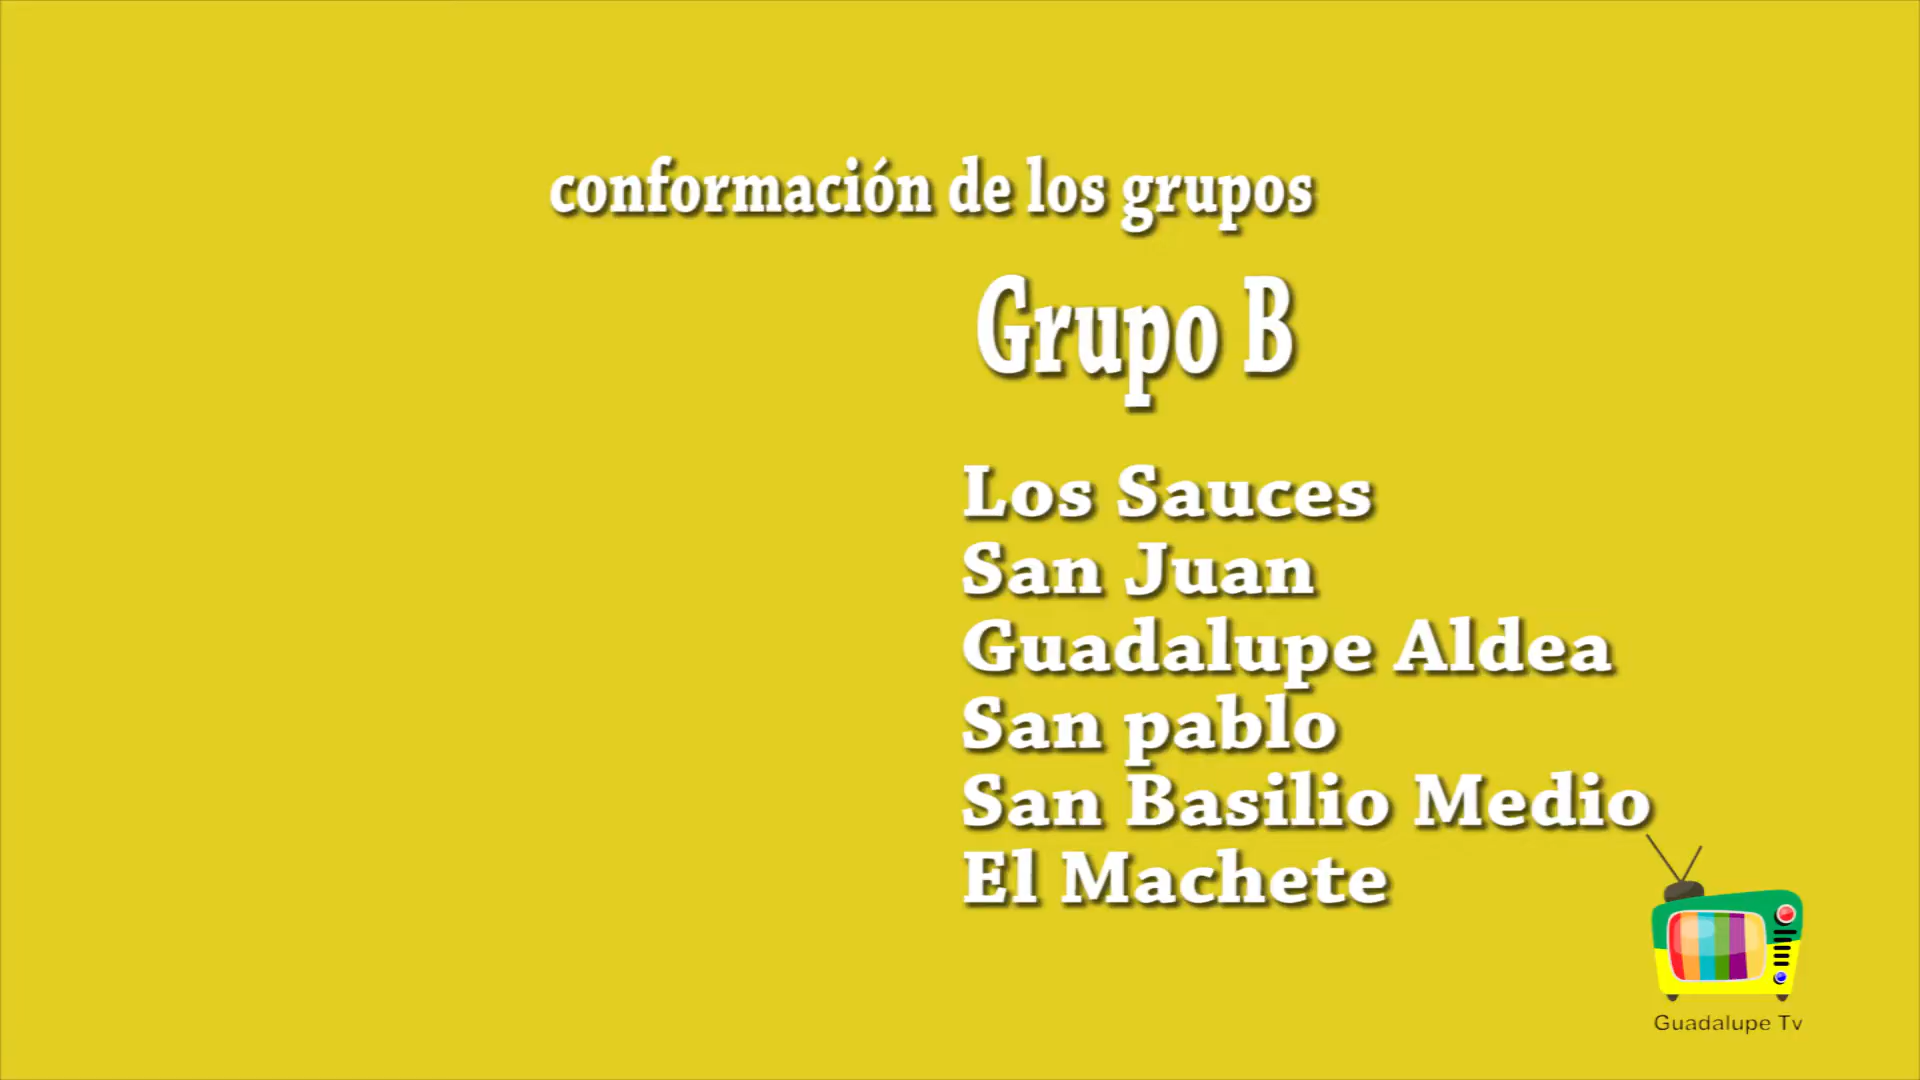 conformación de los grupos
Grupo B
Los Sauces
San Juan
Guadalupe Aldea
San pablo
San Basilio Medio
El Machete
Guadalupe Tv